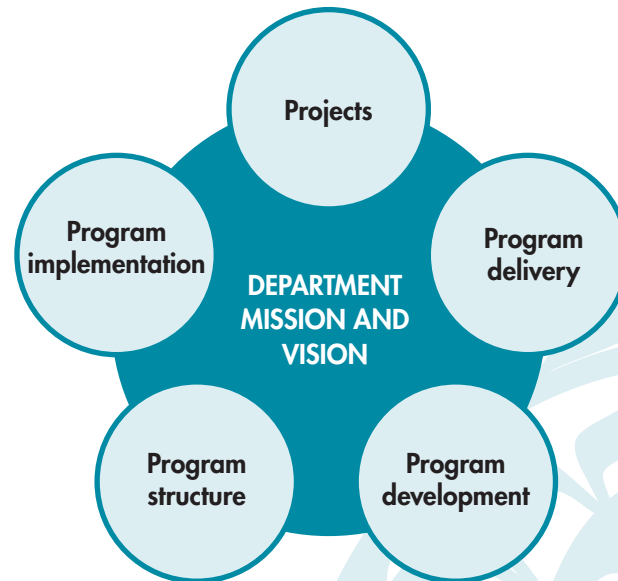 Projects
Program
implementation
Program
delivery
DEPARTMENT
MISSION AND
VISION
Program
structure
Program
development